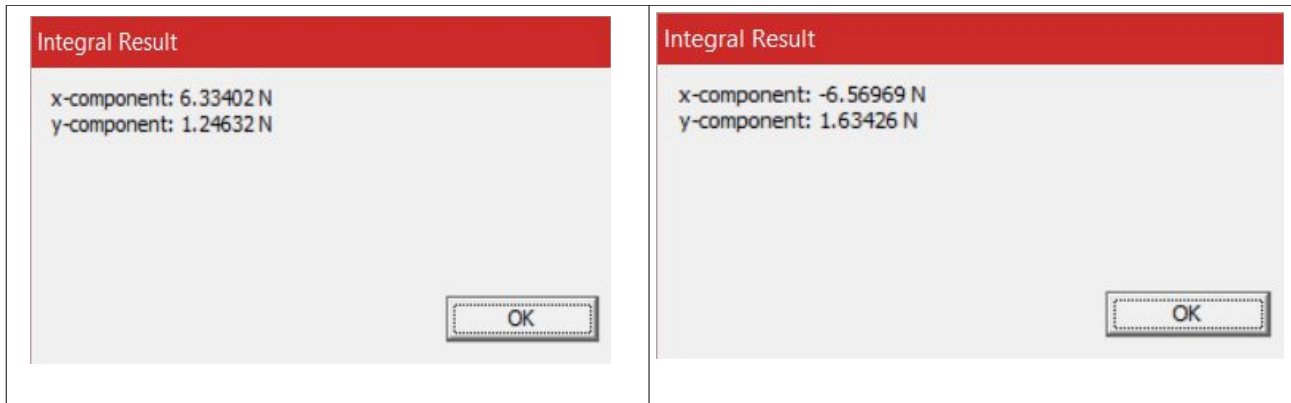 Integral Result
x-component: 6.33402 N
y-component: 1.24632 N
OK
Integral Result
x-component: -6.56969 N
y-component: 1.63426 N
OK